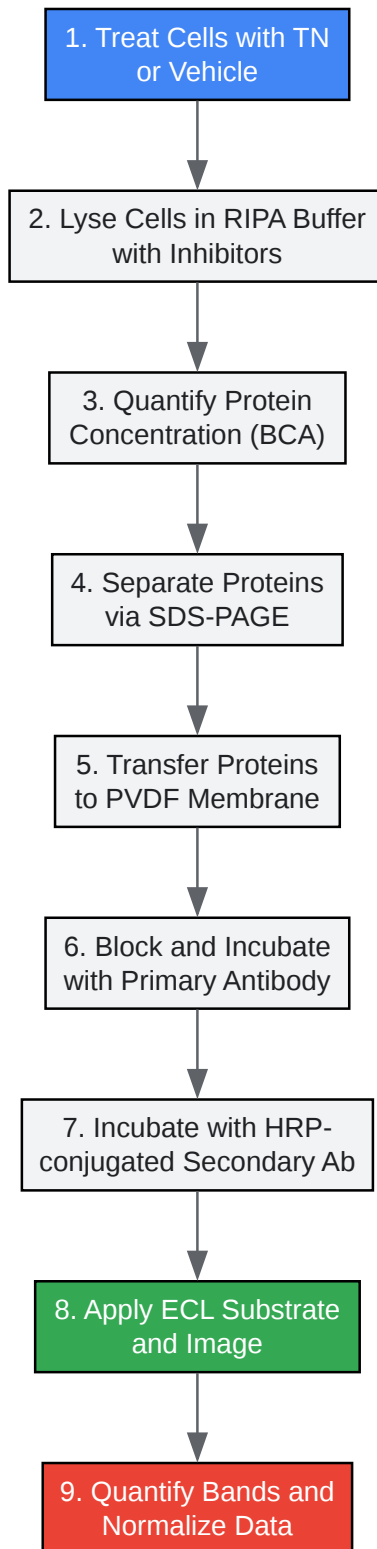 1. Treat Cells with TN
or Vehicle
2. Lyse Cells in RIPA Buffer
with Inhibitors
3. Quantify Protein
Concentration (BCA)
4. Separate Proteins
via SDS-PAGE
5. Transfer Proteins
to PVDF Membrane
6. Block and Incubate
with Primary Antibody
7. Incubate with HRP-
conjugated Secondary Ab
8. Apply ECL Substrate
and Image
9. Quantify Bands and
Normalize Data